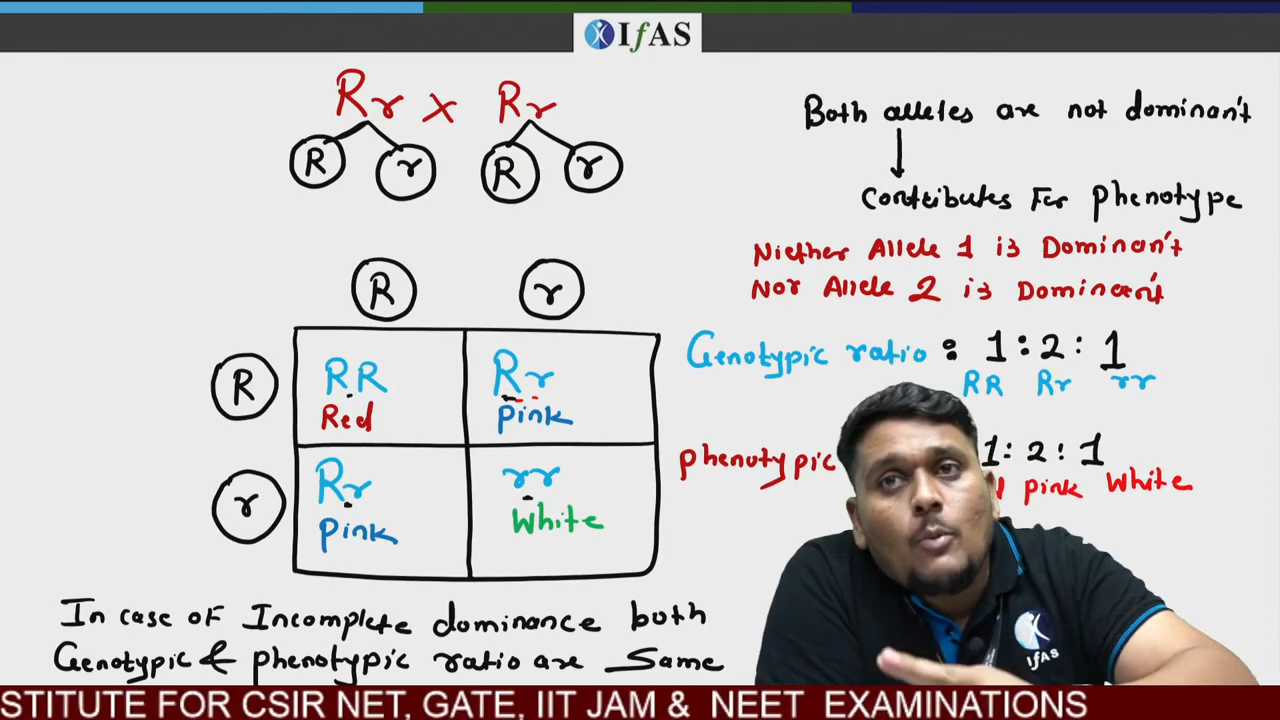 IfAS
Rr x Rr
R r R r
Both alleles are not dominant
Contributes For Phenotype
Niether Allele 1 is Dominant
Nor Allele 2 is Dominant
R r
R
RR
Red
Rr
Pink
r
Rr
Pink
rr
White
Genotypic ratio : 1 : 2 : 1
RR Rr rr
phenotypic 1 : 2 : 1
pink White
In case of Incomplete dominance both
Genotypic & phenotypic ratio are Same
IfAS
STITUTE FOR CSIR NET, GATE, IIT JAM & NEET EXAMINATIONS